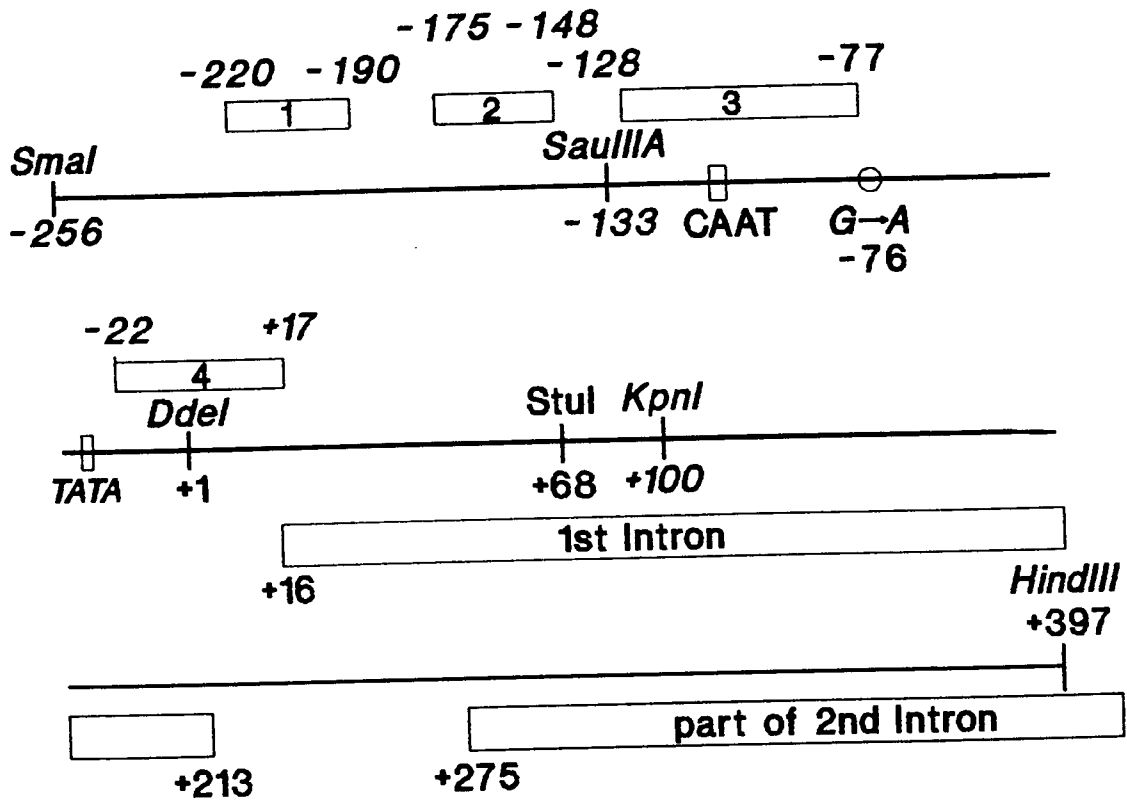 -175 -148
-220 -190 -128 -77
1 2 3
SmaI SauIIIA
-256 -133 CAAT G→A
-76
-22 +17
4
DdeI StuI KpnI
TATA +1 +68 +100
1st Intron
+16 HindIII
+397
part of 2nd Intron
+213 +275